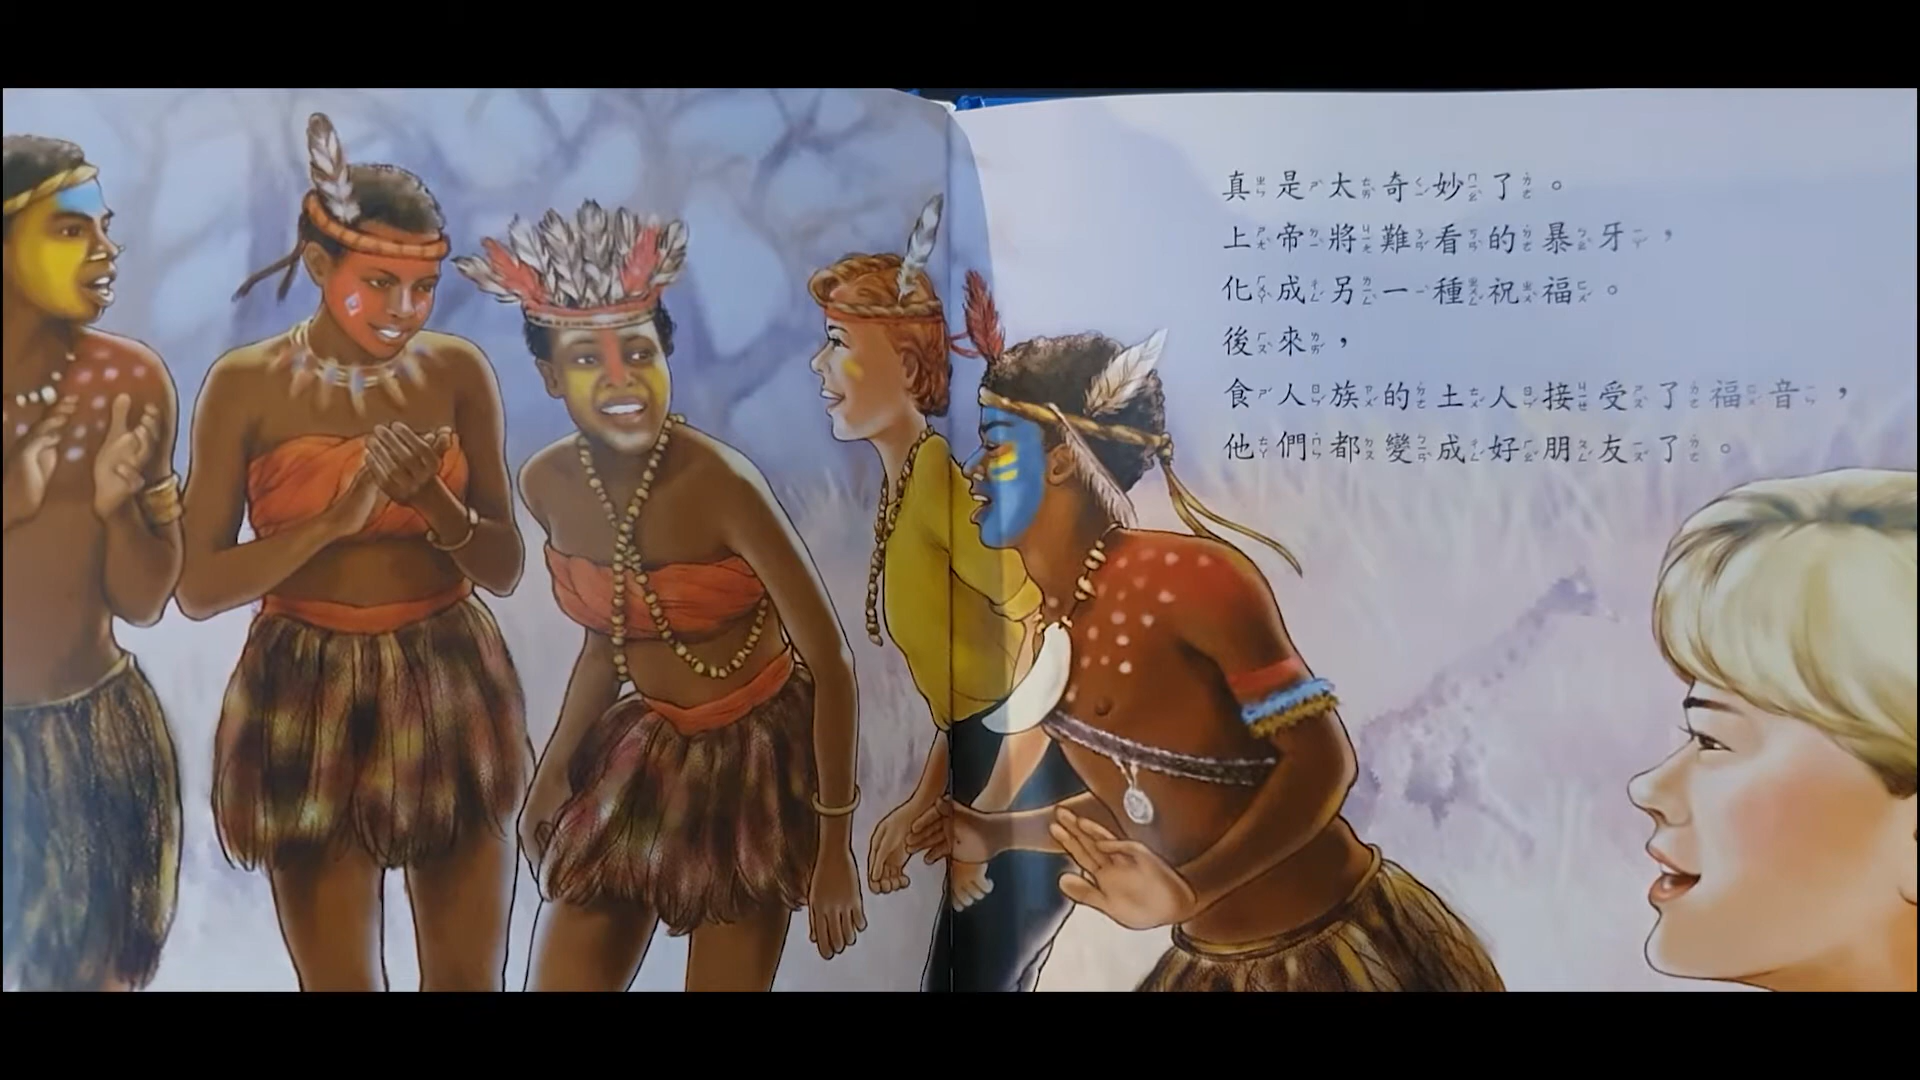 真是太奇妙了。
上帝將難看的暴牙，
化成另一種祝福。
後來，
食人族的土人接受了福音，
他們都變成好朋友了。